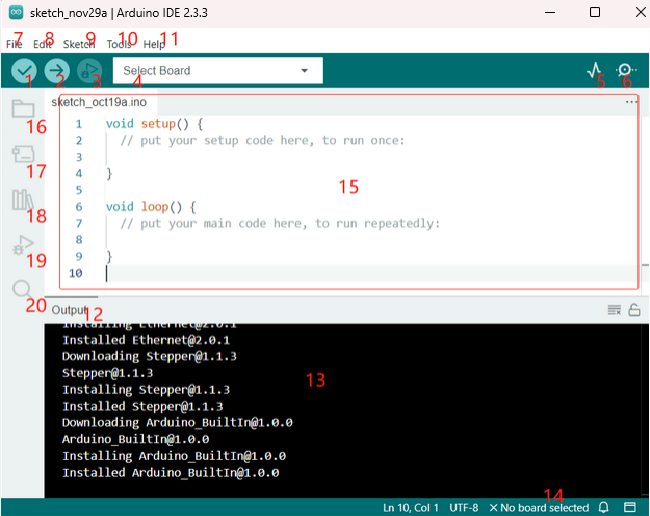 sketch_nov29a | Arduino IDE 2.3.3
7 8 9 10 11
File Edit Sketch Tools Help
Select Board
1 2 3 4 5 6
sketch_oct19a.ino
1 void setup() {
2 // put your setup code here, to run once:
3
4 }
5
6 void loop() {
7 // put your main code here, to run repeatedly:
8
9 }
10
15
16
17
18
19
20
Output
12
Installing Ethernet@2.0.1
Installed Ethernet@2.0.1
Downloading Stepper@1.1.3
Stepper@1.1.3
13
Installing Stepper@1.1.3
Installed Stepper@1.1.3
Downloading Arduino_BuiltIn@1.0.0
Arduino_BuiltIn@1.0.0
Installing Arduino_BuiltIn@1.0.0
Installed Arduino_BuiltIn@1.0.0
14
Ln 10, Col 1 UTF-8 × No board selected